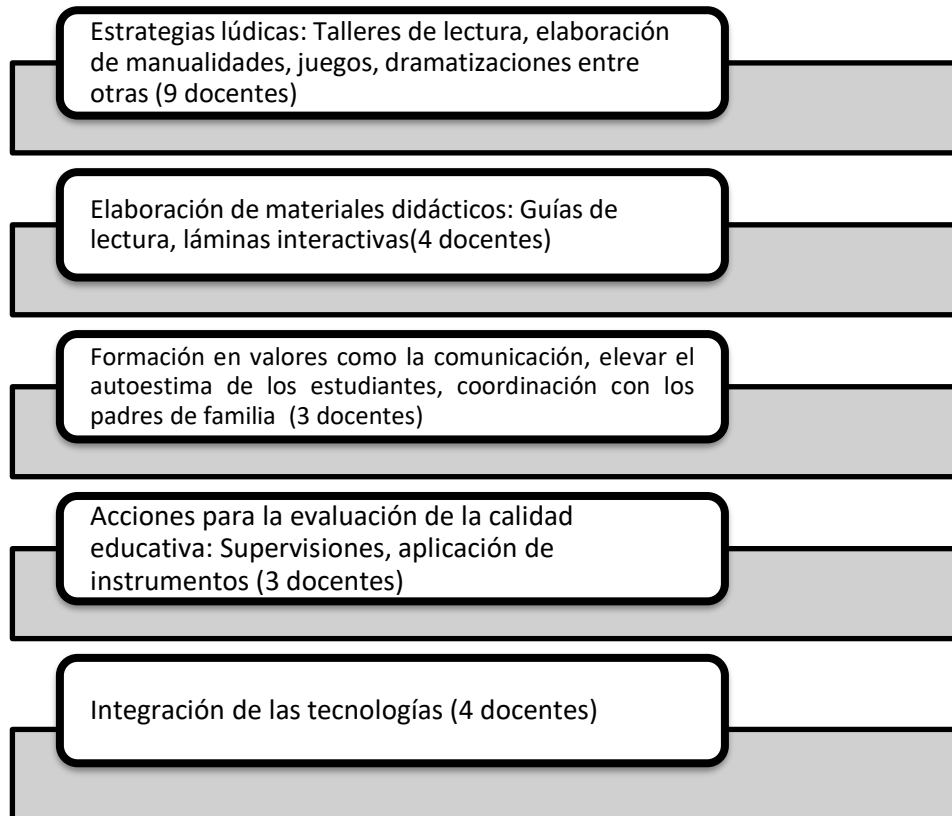 Estrategias lúdicas: Talleres de lectura, elaboración
de manualidades, juegos, dramatizaciones entre
otras (9 docentes)
Elaboración de materiales didácticos: Guías de
lectura, láminas interactivas(4 docentes)
Formación en valores como la comunicación, elevar el
autoestima de los estudiantes, coordinación con los
padres de familia  (3 docentes)
Acciones para la evaluación de la calidad
educativa: Supervisiones, aplicación de
instrumentos (3 docentes)
Integración de las tecnologías (4 docentes)